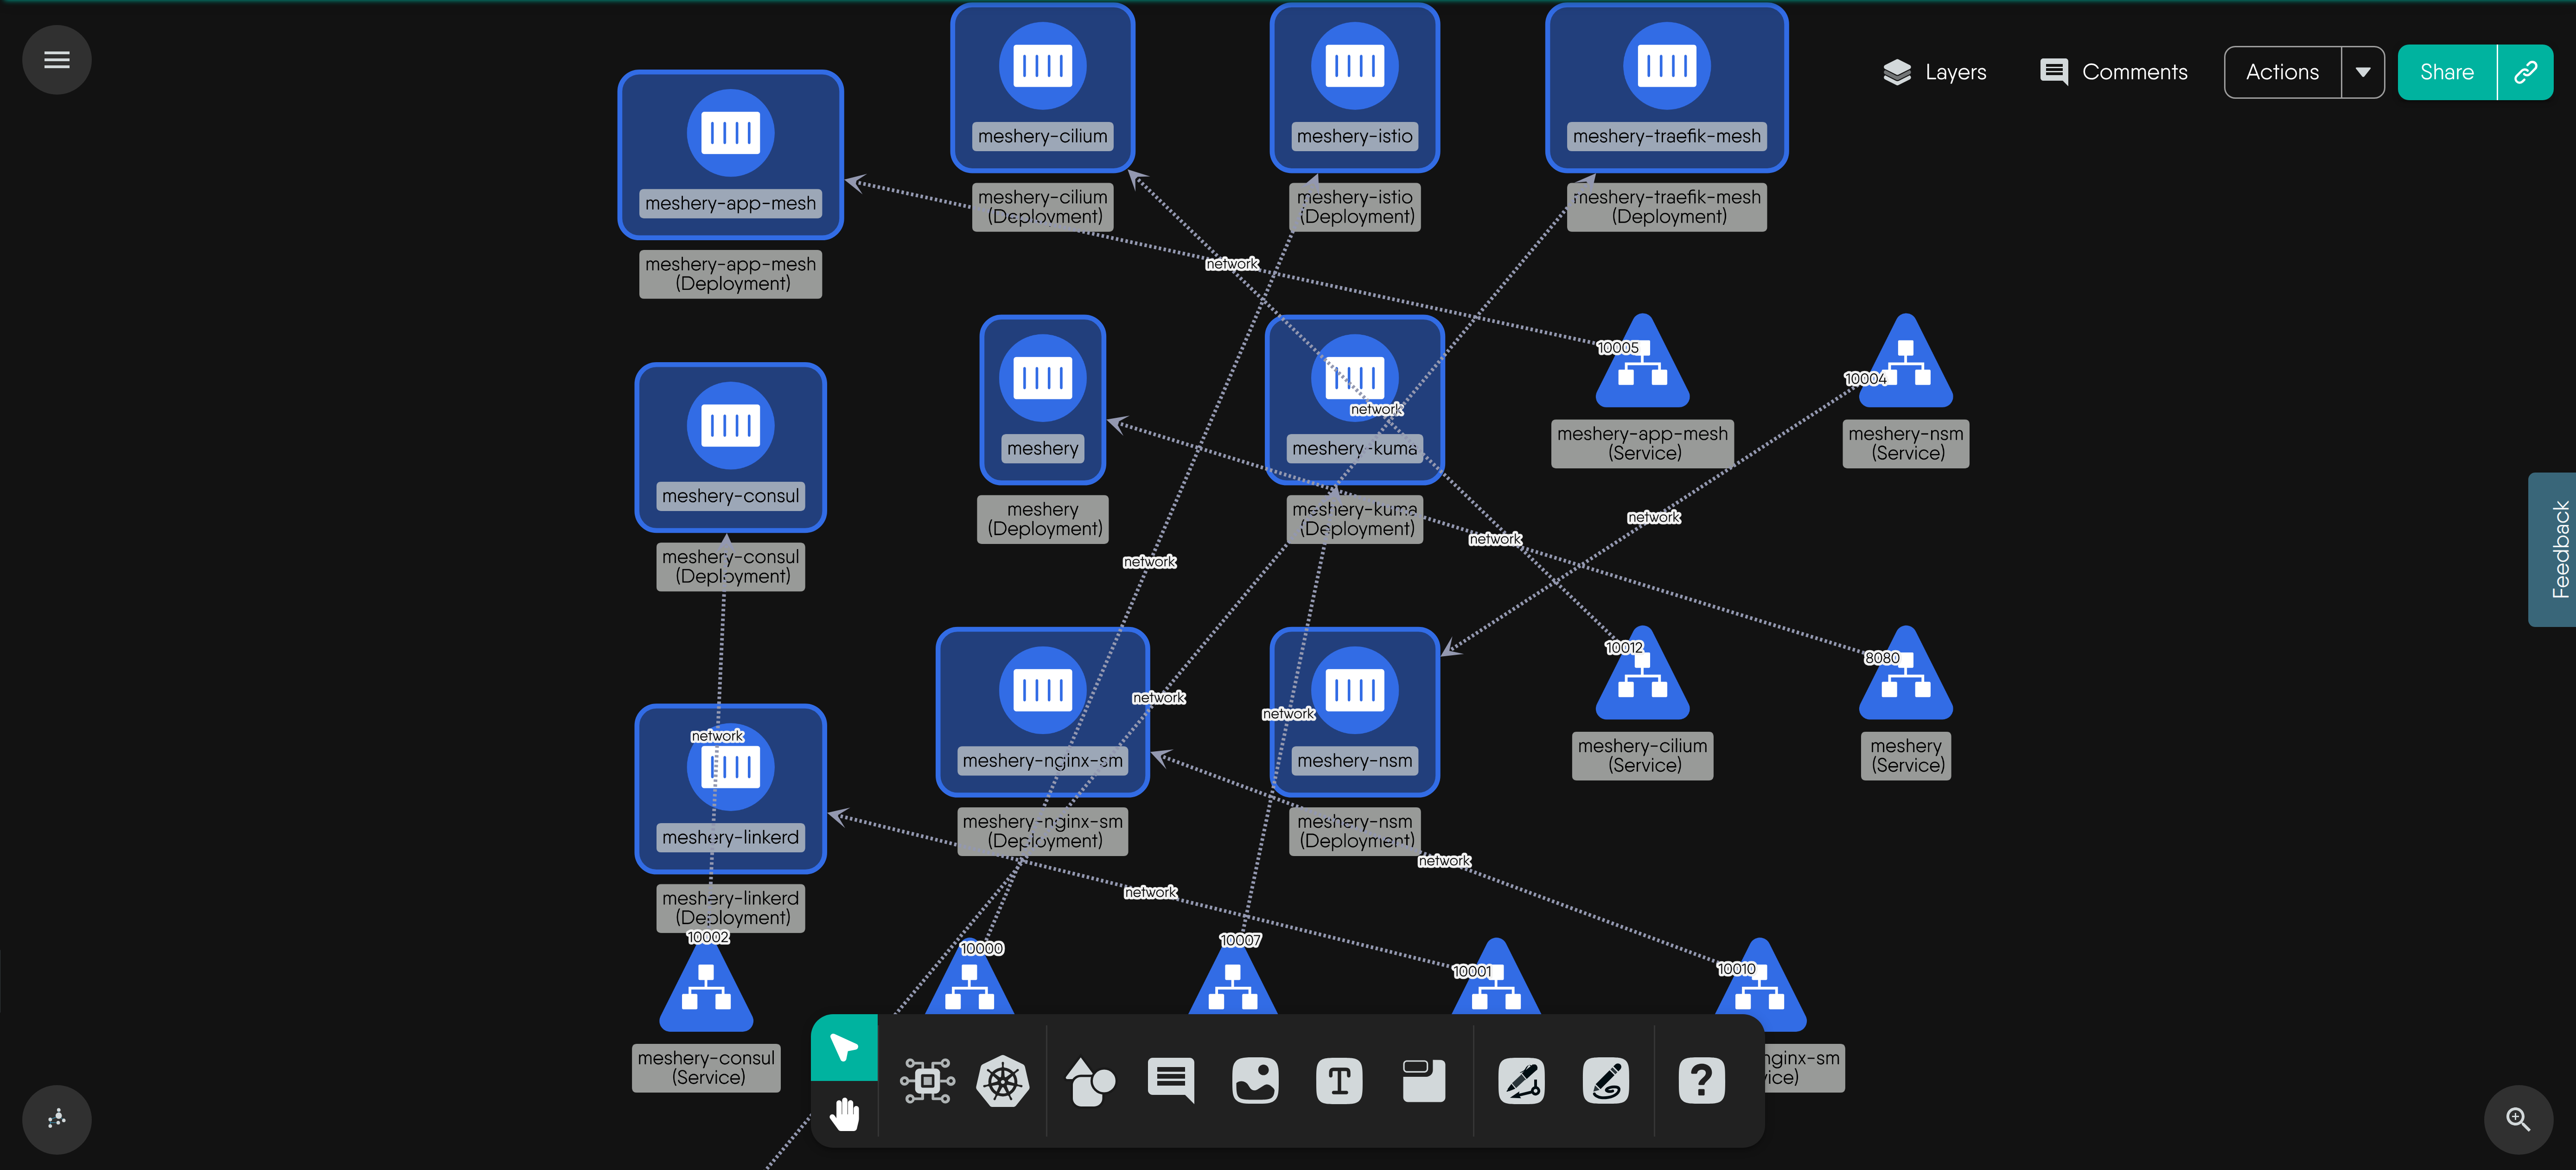 meshery-cilium
meshery-istio
meshery-traefik-mesh
Layers
Comments
Actions
Share
meshery-app-mesh
meshery-cilium
(Deployment)
meshery-istio
(Deployment)
meshery-traefik-mesh
(Deployment)
meshery-app-mesh
(Deployment)
network
10005
10004
network
meshery-app-mesh
(Service)
meshery-nsm
(Service)
meshery
meshery-kuma
meshery-consul
meshery
(Deployment)
meshery-kuma
(Deployment)
network
network
Feedback
meshery-consul
(Deployment)
network
10012
8080
network
network
network
meshery-nginx-sm
meshery-nsm
meshery-cilium
(Service)
meshery
(Service)
meshery-linkerd
meshery-nginx-sm
(Deployment)
meshery-nsm
(Deployment)
network
network
meshery-linkerd
(Deployment)
10002
10000
10007
10001
10010
meshery-consul
(Service)
nginx-sm
vice)
T
?